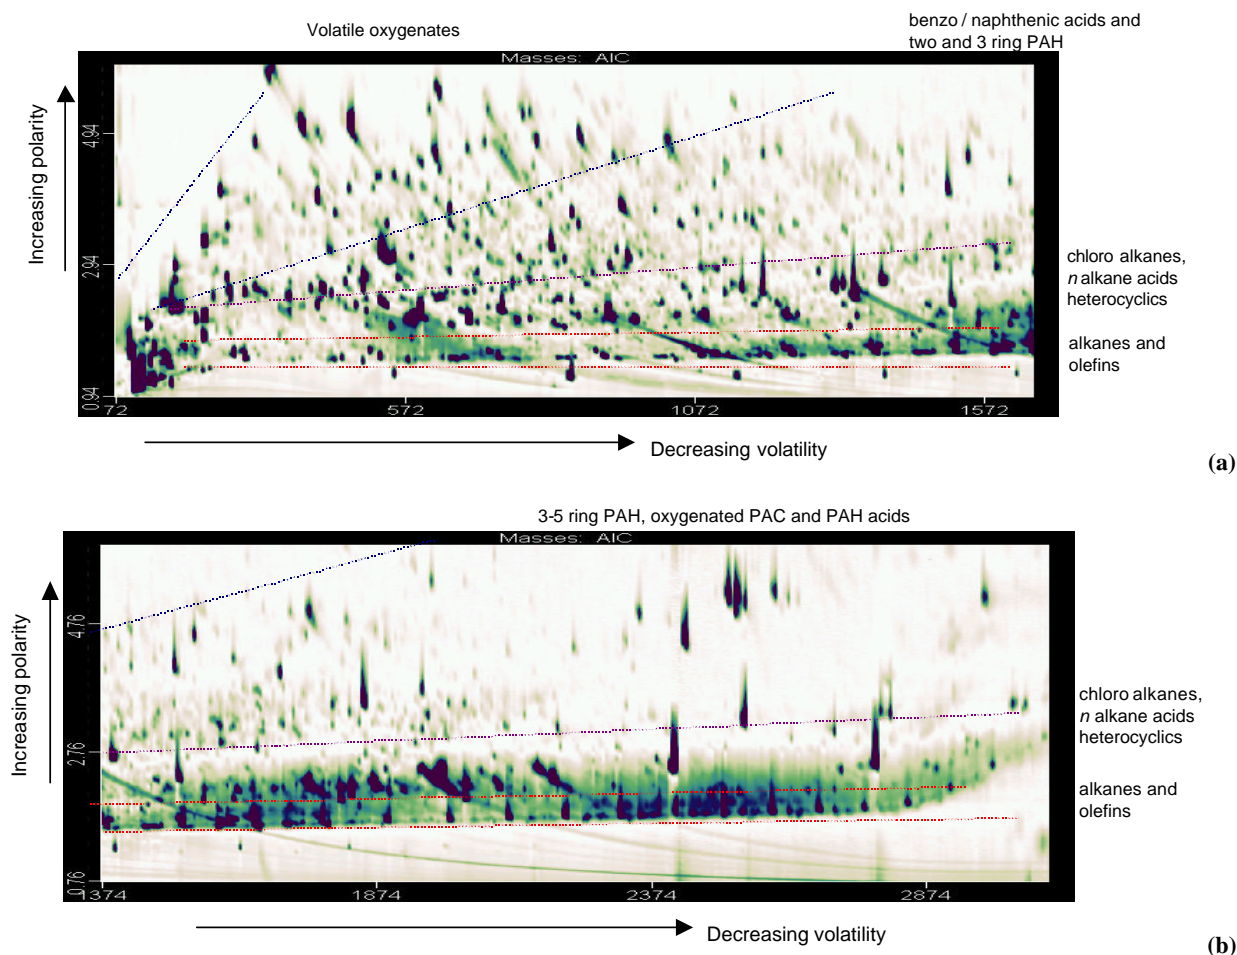 Volatile oxygenates
benzo / naphthenic acids and
two and 3 ring PAH
Masses: AIC
Increasing polarity
4.94
2.94
0.94
chloro alkanes,
n alkane acids
heterocyclics
alkanes and
olefins
72
572
1072
1572
Decreasing volatility
(a)
3-5 ring PAH, oxygenated PAC and PAH acids
Masses: AIC
Increasing polarity
4.76
2.76
0.76
chloro alkanes,
n alkane acids
heterocyclics
alkanes and
olefins
1374
1874
2374
2874
Decreasing volatility
(b)